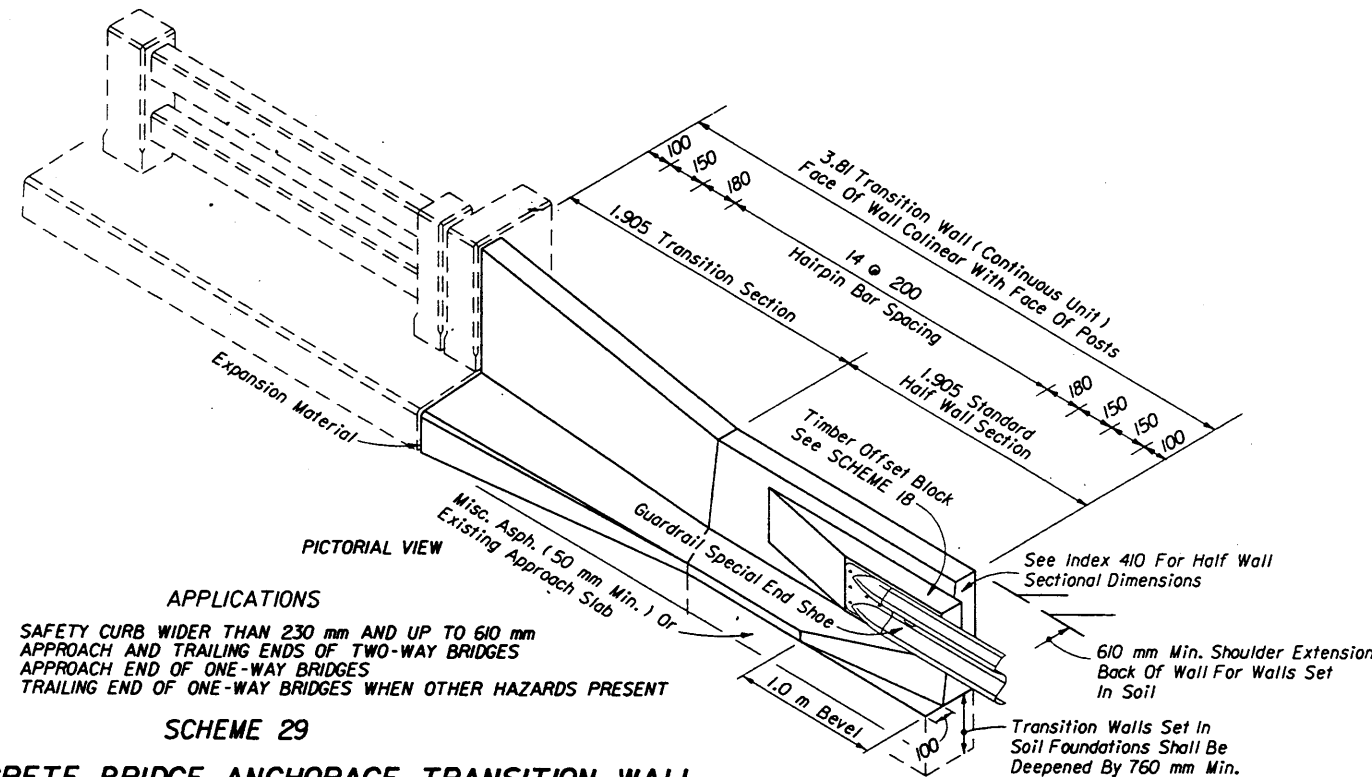 100
150
180
3.81 Transition Wall (Continuous Unit)
Face Of Wall Colinear With Face Of Posts
1.905 Transition Section
14 @ 200
Hairpin Bar Spacing
1.905 Standard
Half Wall Section
180
150
150
100
Expansion Material
Timber Offset Block
See SCHEME 18
Guardrail Special End Shoe
Misc. Asph. (50 mm Min.) Or
Existing Approach Slab
See Index 410 For Half Wall
Sectional Dimensions
610 mm Min. Shoulder Extension
Back Of Wall For Walls Set
In Soil
1.0 m Bevel
100
Transition Walls Set In
Soil Foundations Shall Be
Deepened By 760 mm Min.
PICTORIAL VIEW
APPLICATIONS
SAFETY CURB WIDER THAN 230 mm AND UP TO 610 mm
APPROACH AND TRAILING ENDS OF TWO-WAY BRIDGES
APPROACH END OF ONE-WAY BRIDGES
TRAILING END OF ONE-WAY BRIDGES WHEN OTHER HAZARDS PRESENT
SCHEME 29
CRETE BRIDGE ANCHORAGE TRANSITION WALL